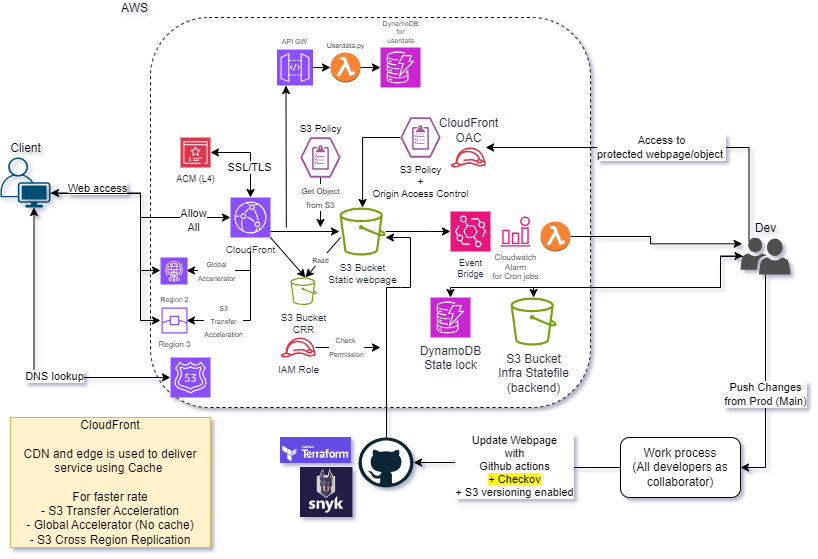 AWS
DynamoDB
for
userdata
API GW
Userdata.py
CloudFront
OAC
S3 Policy
S3 Policy
+
Origin Access Control
Access to
protected webpage/object
Client
ACM (L4)
SSL/TLS
Get Object
from S3
Web access
Allow
All
CloudFront
Dev
Read
S3 Bucket
Static webpage
Event
Bridge
Cloudwatch
Alarm
for Cron jobs
Global
Accelerator
Region 2
S3
Transfer
Acceleration
Region 3
S3 Bucket
CRR
Check
Permission
IAM Role
DynamoDB
State lock
S3 Bucket
Infra Statefile
(backend)
DNS lookup
53
Push Changes
from Prod (Main)
CloudFront
CDN and edge is used to deliver
service using Cache
For faster rate
- S3 Transfer Acceleration
- Global Accelerator (No cache)
- S3 Cross Region Replication
HashiCorp
Terraform
snyk
Update Webpage
with
Github actions
+ Checkov
+ S3 versioning enabled
Work process
(All developers as
collaborator)